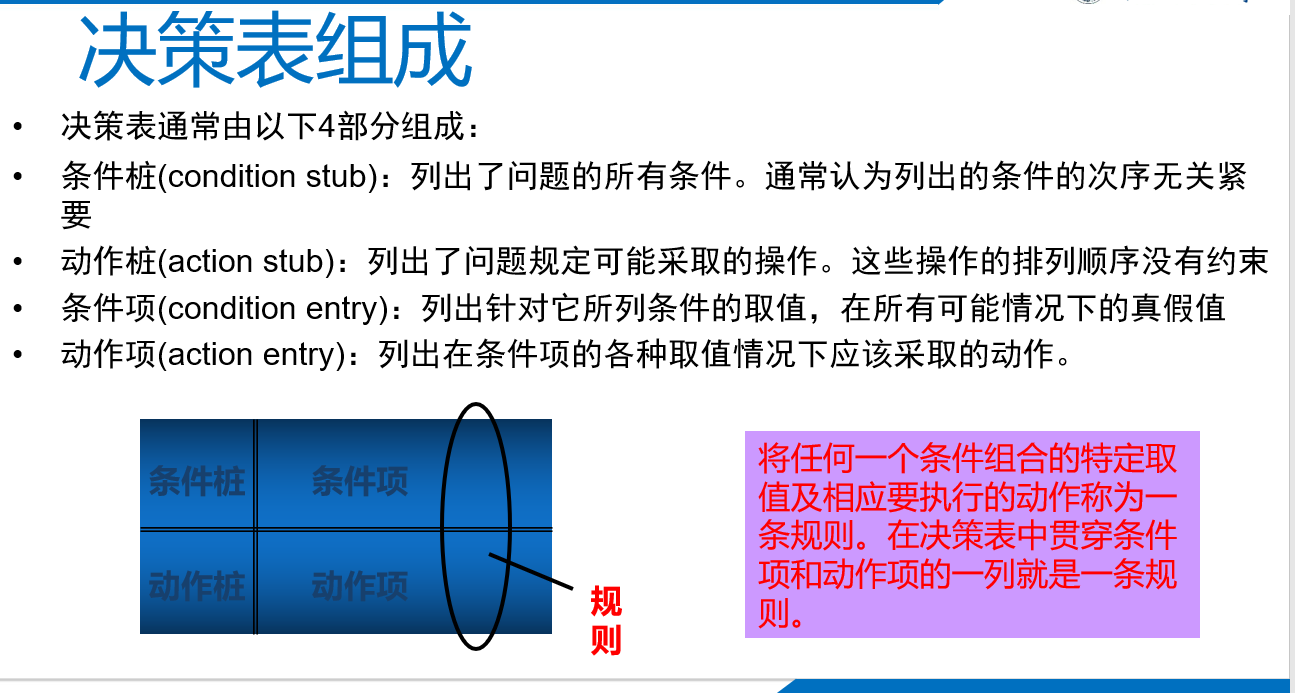 决策表组成
• 决策表通常由以下4部分组成：
• 条件桩(condition stub)：列出了问题的所有条件。通常认为列出的条件的次序无关紧
要
• 动作桩(action stub)：列出了问题规定可能采取的操作。这些操作的排列顺序没有约束
• 条件项(condition entry)：列出针对它所列条件的取值，在所有可能情况下的真假值
• 动作项(action entry)：列出在条件项的各种取值情况下应该采取的动作。
条件桩 条件项
动作桩 动作项
规
则
将任何一个条件组合的特定取
值及相应要执行的动作称为一
条规则。在决策表中贯穿条件
项和动作项的一列就是一条规
则。